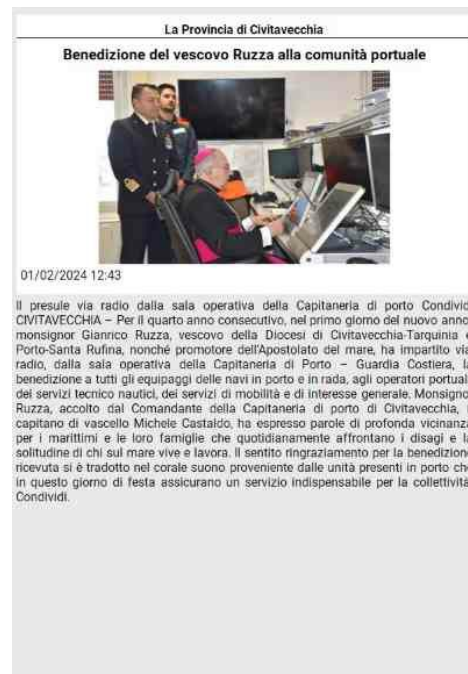 La Provincia di Civitavecchia
Benedizione del vescovo Ruzza alla comunità portuale
01/02/2024 12:43
Il presule via radio dalla sala operativa della Capitaneria di porto Condivid
CIVITAVECCHIA – Per il quarto anno consecutivo, nel primo giorno del nuovo anno,
monsignor Gianrico Ruzza, vescovo della Diocesi di Civitavecchia-Tarquinia e
Porto-Santa Rufina, nonché promotore dell'Apostolato del mare, ha impartito via
radio, dalla sala operativa della Capitaneria di Porto – Guardia Costiera, la
benedizione a tutti gli equipaggi delle navi in porto e in rada, agli operatori portuali
dei servizi tecnico nautici, dei servizi di mobilità e di interesse generale. Monsignor
Ruzza, accolto dal Comandante della Capitaneria di porto di Civitavecchia, i
capitano di vascello Michele Castaldo, ha espresso parole di profonda vicinanza
per i marittimi e le loro famiglie che quotidianamente affrontano i disagi e la
solitudine di chi sul mare vive e lavora. Il sentito ringraziamento per la benedizione
ricevuta si è tradotto nel corale suono proveniente dalle unità presenti in porto che
in questo giorno di festa assicurano un servizio indispensabile per la collettività
Condividi.